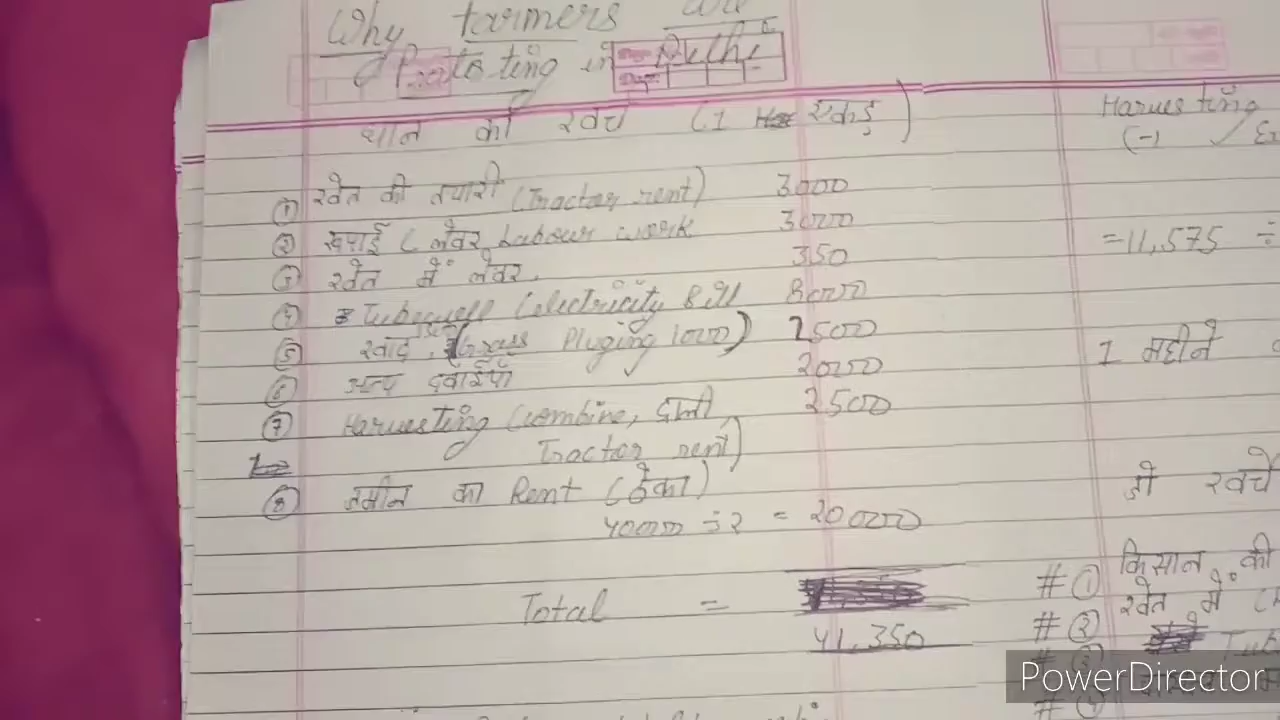 Why farmers are
Protesting in Delhi
धान का खर्च (1 एकड़)
① खेत की तयारी (Tractor rent) 3000
② रूपाई (लेबर, Labour work 3000
③ खेत में लेबर. 350
④ Tubewell (electricity Bill 8000
⑤ खाद, (Grass Pluging 1000) 2500
⑥ अन्य दवाईयाँ 2000
⑦ Harvesting (combine, ट्राली, 2500
Tractor rent)
⑧ जमीन का Rent (ठेका)
40000 ÷ 2 = 20000
Total =
41,350
Harvesting
(-)
=11,575 ÷
1 महीने
जो खर्चे
# ① किसान की
# ② खेत में
# ③ Tub
# ④
PowerDirector